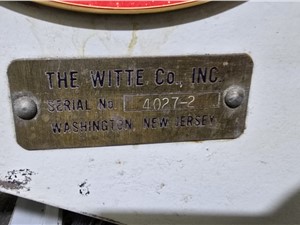 THE WITTE CO., INC.
SERIAL NO. 4027-2
WASHINGTON, NEW JERSEY